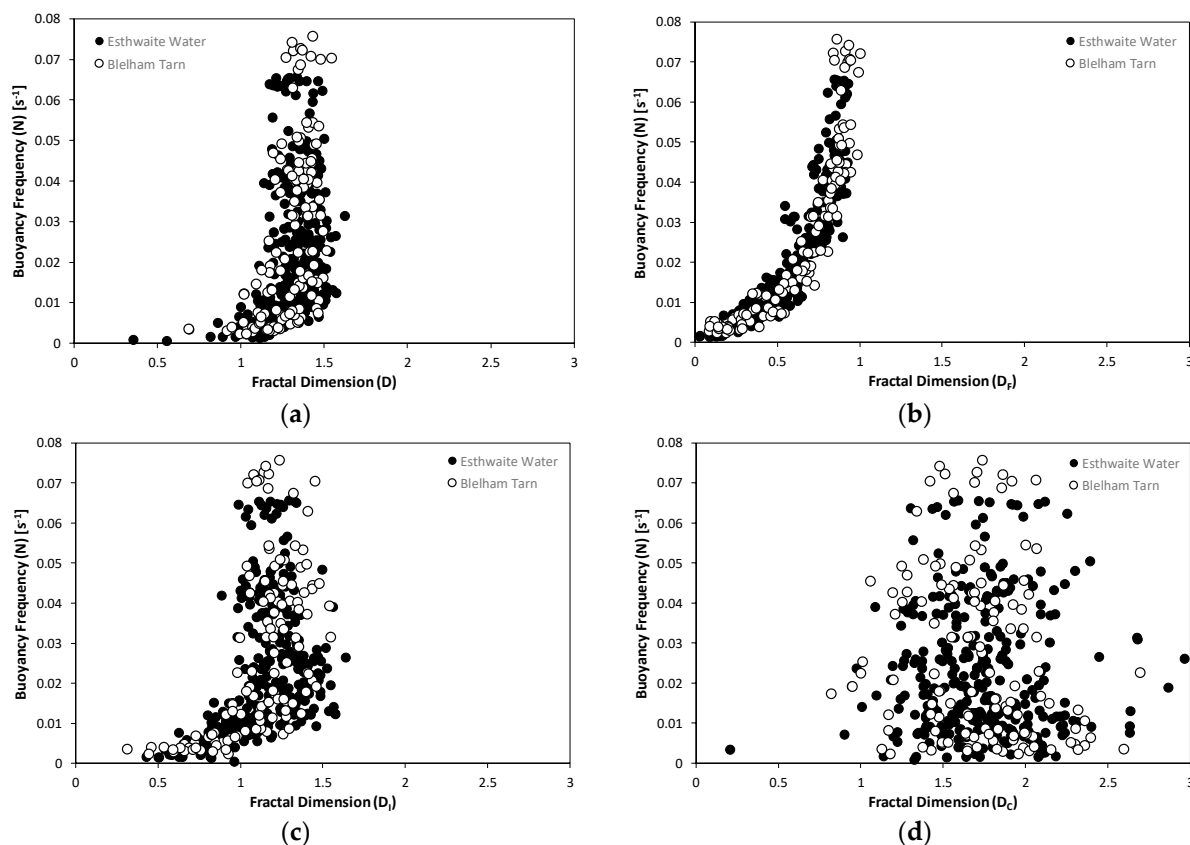 0.08
0.07
0.06
0.05
0.04
0.03
0.02
0.01
0
Buoyancy Frequency (N) [s⁻¹]
Esthwaite Water
Blelham Tarn
0 0.5 1 1.5 2 2.5 3
Fractal Dimension (D)
(a)
0.08
0.07
0.06
0.05
0.04
0.03
0.02
0.01
0
Buoyancy Frequency (N) [s⁻¹]
Esthwaite Water
Blelham Tarn
0 0.5 1 1.5 2 2.5 3
Fractal Dimension (D_F)
(b)
0.08
0.07
0.06
0.05
0.04
0.03
0.02
0.01
0
Buoyancy Frequency (N) [s⁻¹]
Esthwaite Water
Blelham Tarn
0 0.5 1 1.5 2 2.5 3
Fractal Dimension (D_I)
(c)
0.08
0.07
0.06
0.05
0.04
0.03
0.02
0.01
0
Buoyancy Frequency (N) [s⁻¹]
Esthwaite Water
Blelham Tarn
0 0.5 1 1.5 2 2.5 3
Fractal Dimension (D_C)
(d)